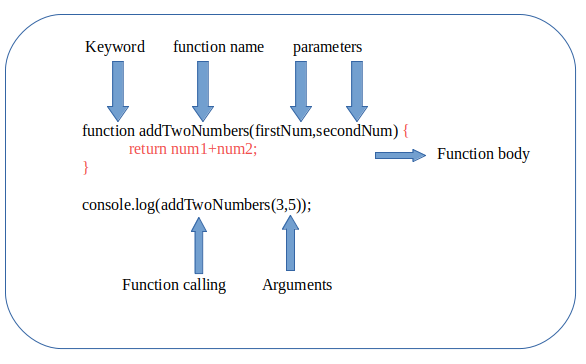 Keyword function name parameters
function addTwoNumbers(firstNum,secondNum) {
return num1+num2;
Function body
}
console.log(addTwoNumbers(3,5));
Function calling Arguments